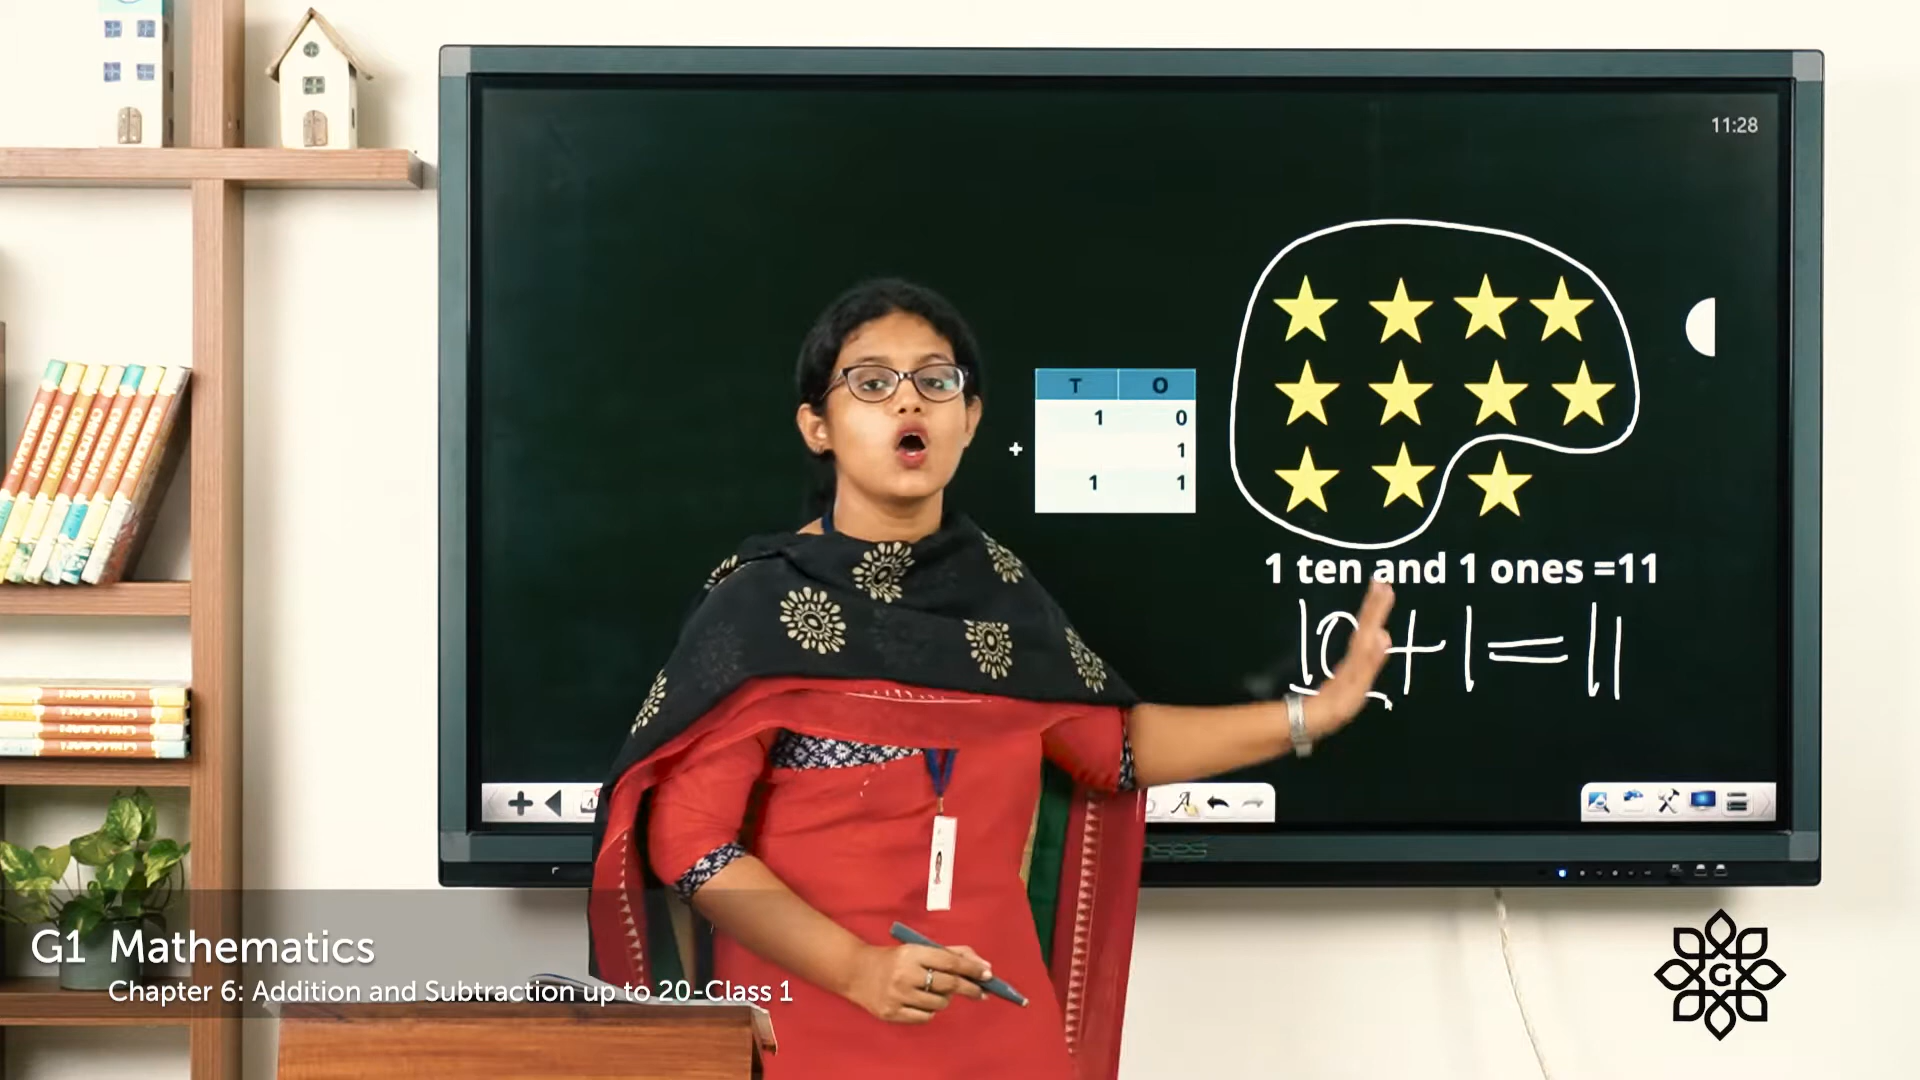 11:28
T O
1 0
+ 1
1 1
1 ten and 1 ones =11
10+1=11
G1 Mathematics
Chapter 6: Addition and Subtraction up to 20-Class 1
G